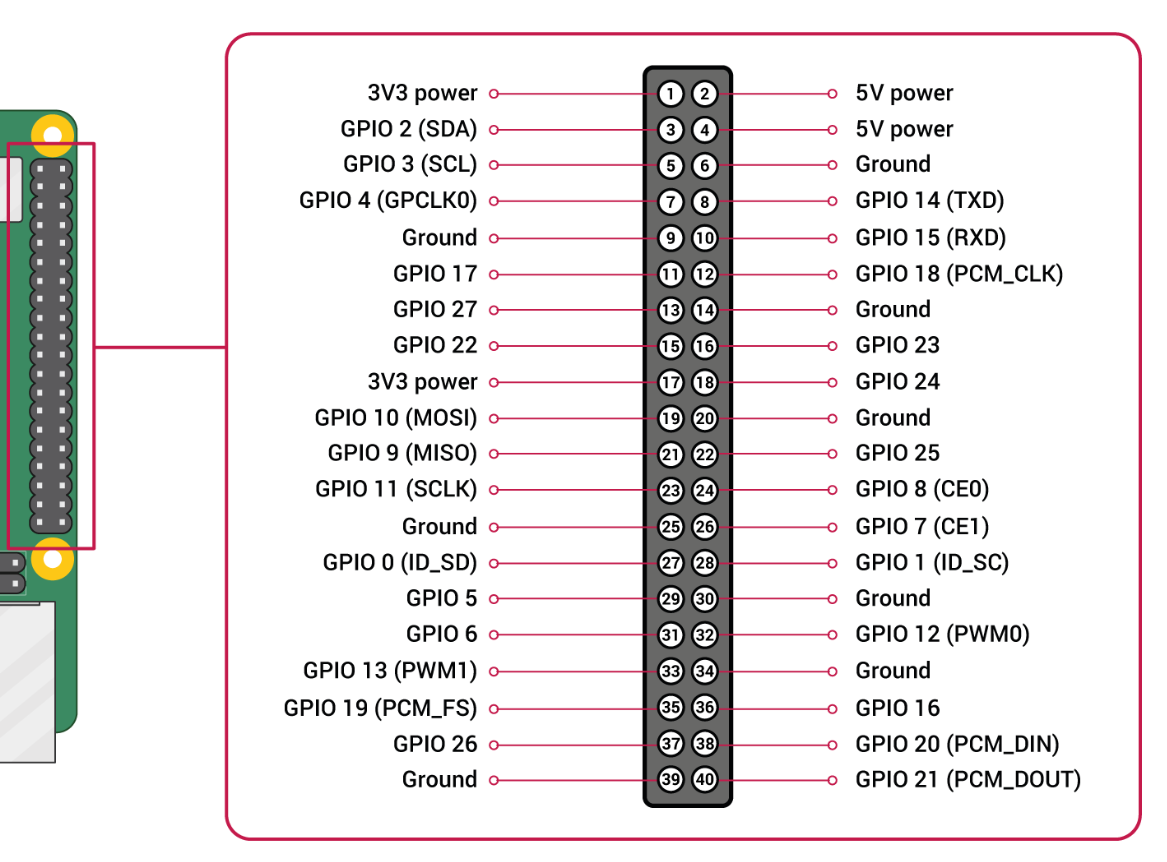 3V3 power 1 2 5V power
GPIO 2 (SDA) 3 4 5V power
GPIO 3 (SCL) 5 6 Ground
GPIO 4 (GPCLK0) 7 8 GPIO 14 (TXD)
Ground 9 10 GPIO 15 (RXD)
GPIO 17 11 12 GPIO 18 (PCM_CLK)
GPIO 27 13 14 Ground
GPIO 22 15 16 GPIO 23
3V3 power 17 18 GPIO 24
GPIO 10 (MOSI) 19 20 Ground
GPIO 9 (MISO) 21 22 GPIO 25
GPIO 11 (SCLK) 23 24 GPIO 8 (CE0)
Ground 25 26 GPIO 7 (CE1)
GPIO 0 (ID_SD) 27 28 GPIO 1 (ID_SC)
GPIO 5 29 30 Ground
GPIO 6 31 32 GPIO 12 (PWM0)
GPIO 13 (PWM1) 33 34 Ground
GPIO 19 (PCM_FS) 35 36 GPIO 16
GPIO 26 37 38 GPIO 20 (PCM_DIN)
Ground 39 40 GPIO 21 (PCM_DOUT)